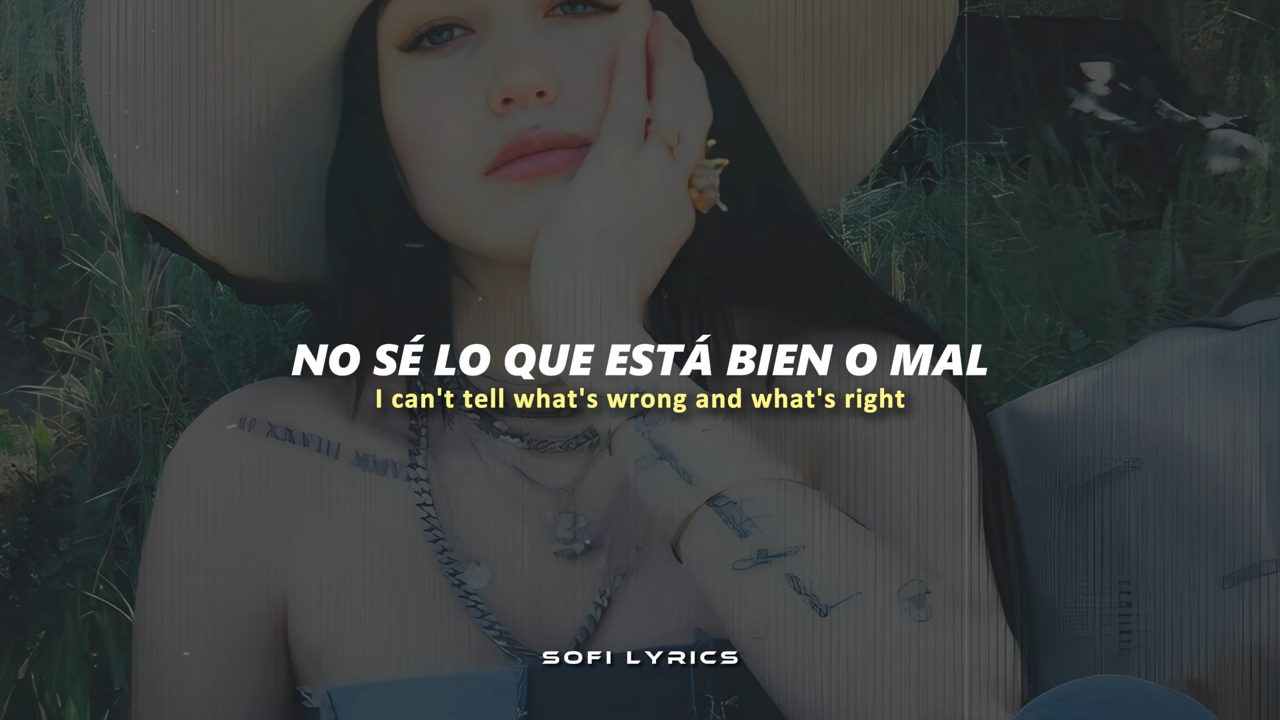 NO SÉ LO QUE ESTÁ BIEN O MAL
I can't tell what's wrong and what's right
SOFI LYRICS